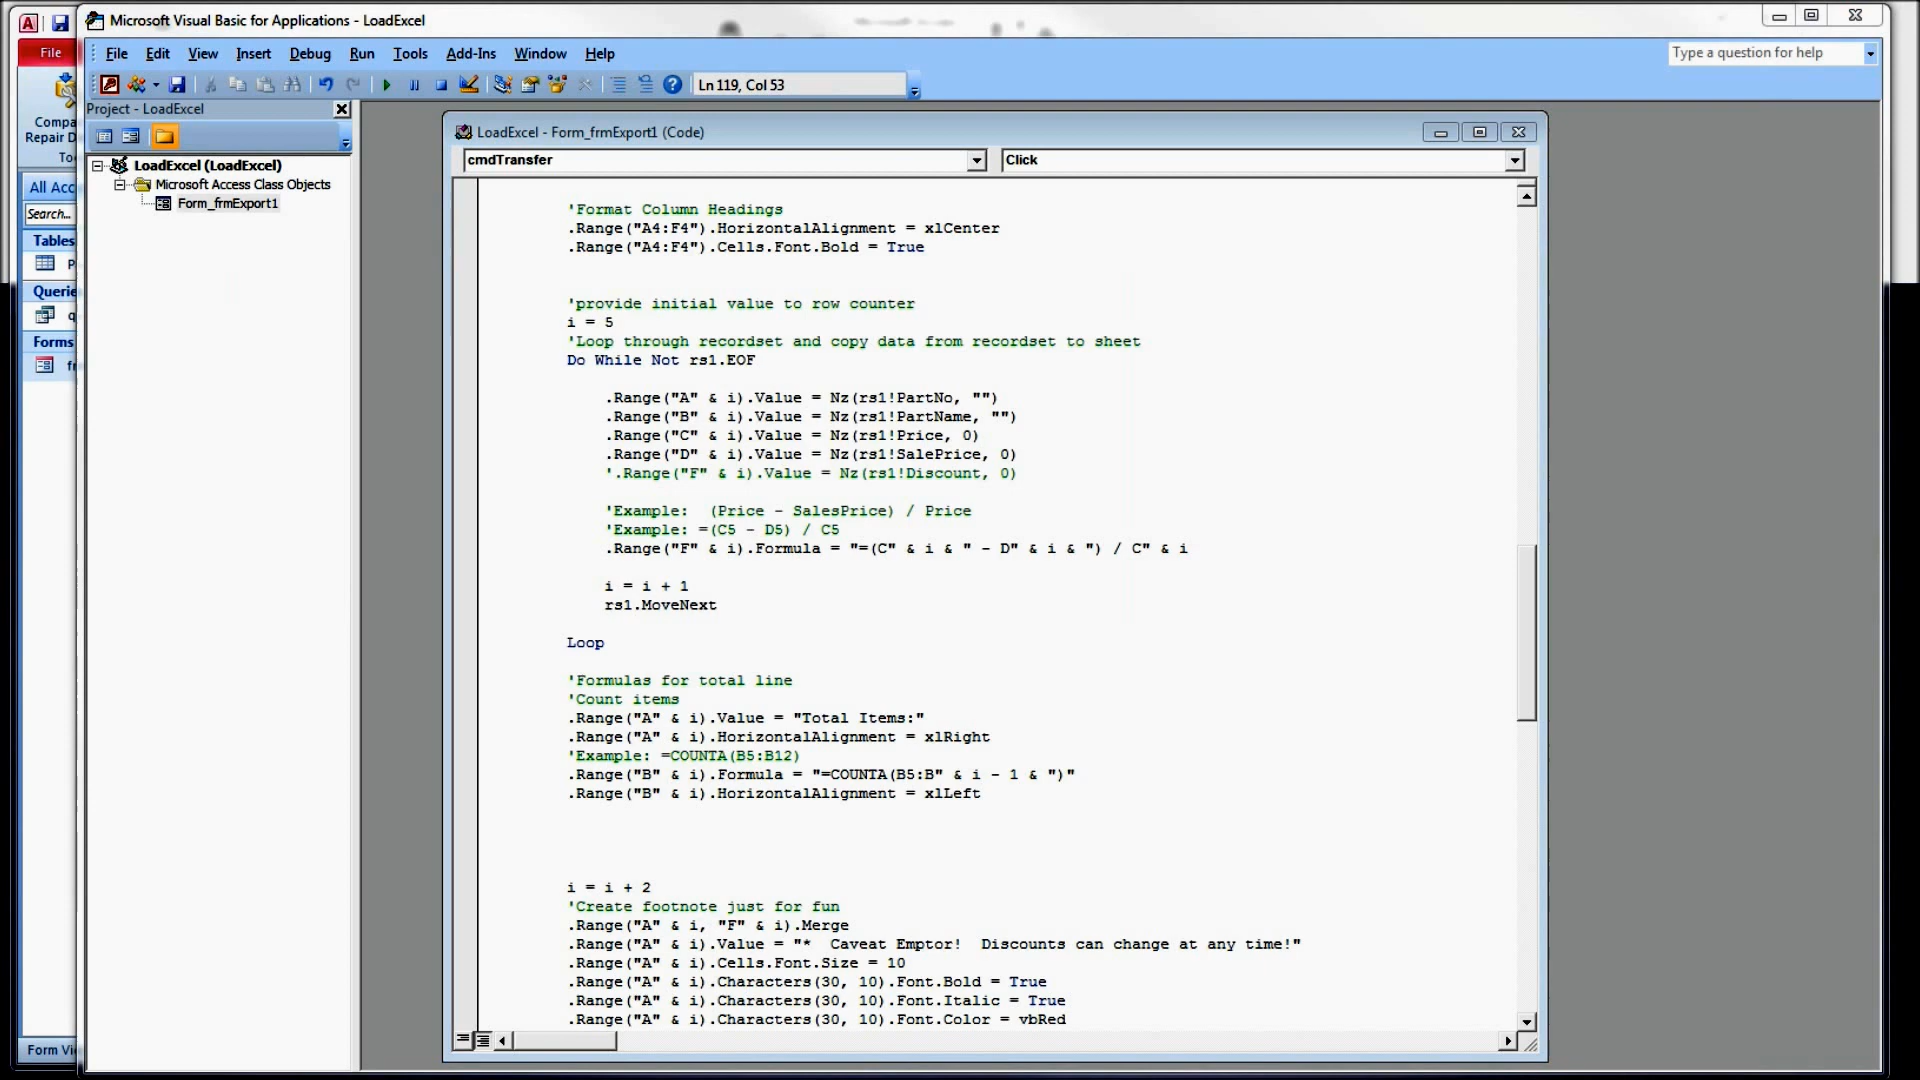 Microsoft Visual Basic for Applications - LoadExcel
File
File Edit View Insert Debug Run Tools Add-Ins Window Help
Type a question for help
Ln 119, Col 53
Compa
Repair D
To
All Acc
Search...
Tables
P
Querie
q
Forms
fr
Form Vi
Project - LoadExcel
LoadExcel (LoadExcel)
Microsoft Access Class Objects
Form_frmExport1
LoadExcel - Form_frmExport1 (Code)
cmdTransfer
Click
'Format Column Headings
.Range("A4:F4").HorizontalAlignment = xlCenter
.Range("A4:F4").Cells.Font.Bold = True
'provide initial value to row counter
i = 5
'Loop through recordset and copy data from recordset to sheet
Do While Not rs1.EOF
.Range("A" & i).Value = Nz(rs1!PartNo, "")
.Range("B" & i).Value = Nz(rs1!PartName, "")
.Range("C" & i).Value = Nz(rs1!Price, 0)
.Range("D" & i).Value = Nz(rs1!SalePrice, 0)
'.Range("F" & i).Value = Nz(rs1!Discount, 0)
'Example:  (Price - SalesPrice) / Price
'Example: =(C5 - D5) / C5
.Range("F" & i).Formula = "=(C" & i & " - D" & i & ") / C" & i
i = i + 1
rs1.MoveNext
Loop
'Formulas for total line
'Count items
.Range("A" & i).Value = "Total Items:"
.Range("A" & i).HorizontalAlignment = xlRight
'Example: =COUNTA(B5:B12)
.Range("B" & i).Formula = "=COUNTA(B5:B" & i - 1 & ")"
.Range("B" & i).HorizontalAlignment = xlLeft
i = i + 2
'Create footnote just for fun
.Range("A" & i, "F" & i).Merge
.Range("A" & i).Value = "*  Caveat Emptor!  Discounts can change at any time!"
.Range("A" & i).Cells.Font.Size = 10
.Range("A" & i).Characters(30, 10).Font.Bold = True
.Range("A" & i).Characters(30, 10).Font.Italic = True
.Range("A" & i).Characters(30, 10).Font.Color = vbRed